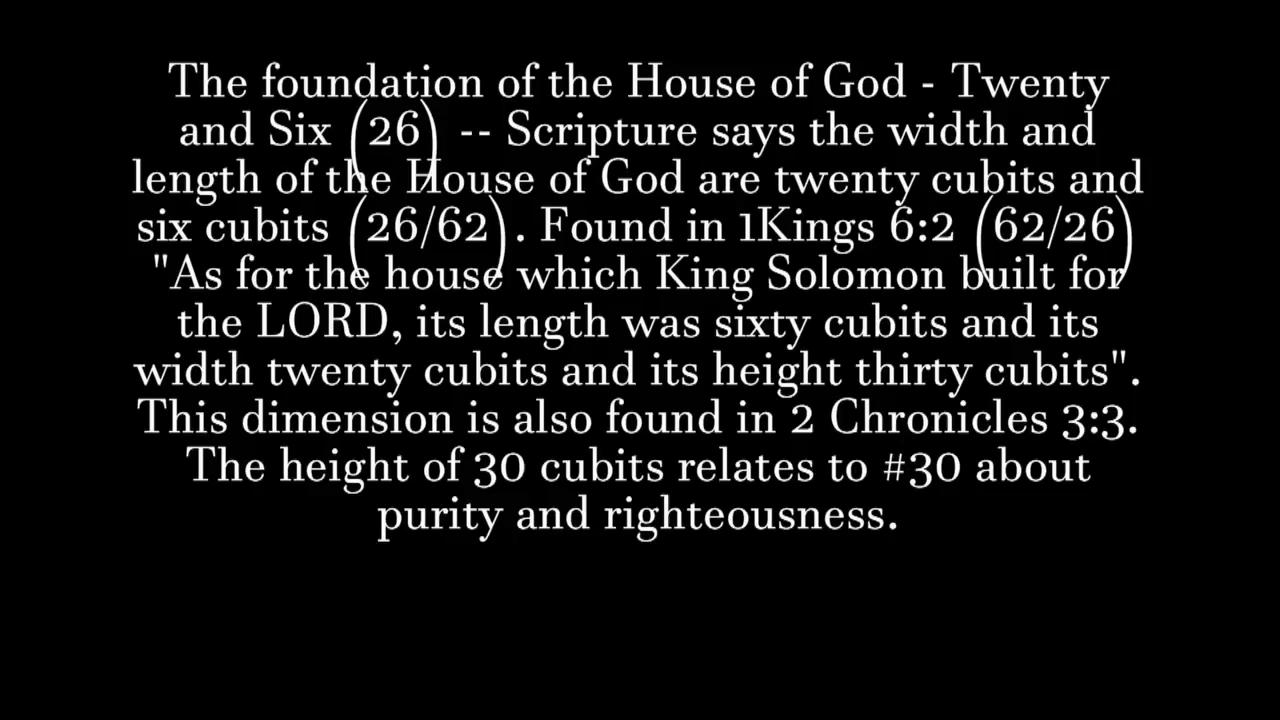 The foundation of the House of God - Twenty
and Six (26) -- Scripture says the width and
length of the House of God are twenty cubits and
six cubits (26/62). Found in 1Kings 6:2 (62/26)
"As for the house which King Solomon built for
the LORD, its length was sixty cubits and its
width twenty cubits and its height thirty cubits".
This dimension is also found in 2 Chronicles 3:3.
The height of 30 cubits relates to #30 about
purity and righteousness.